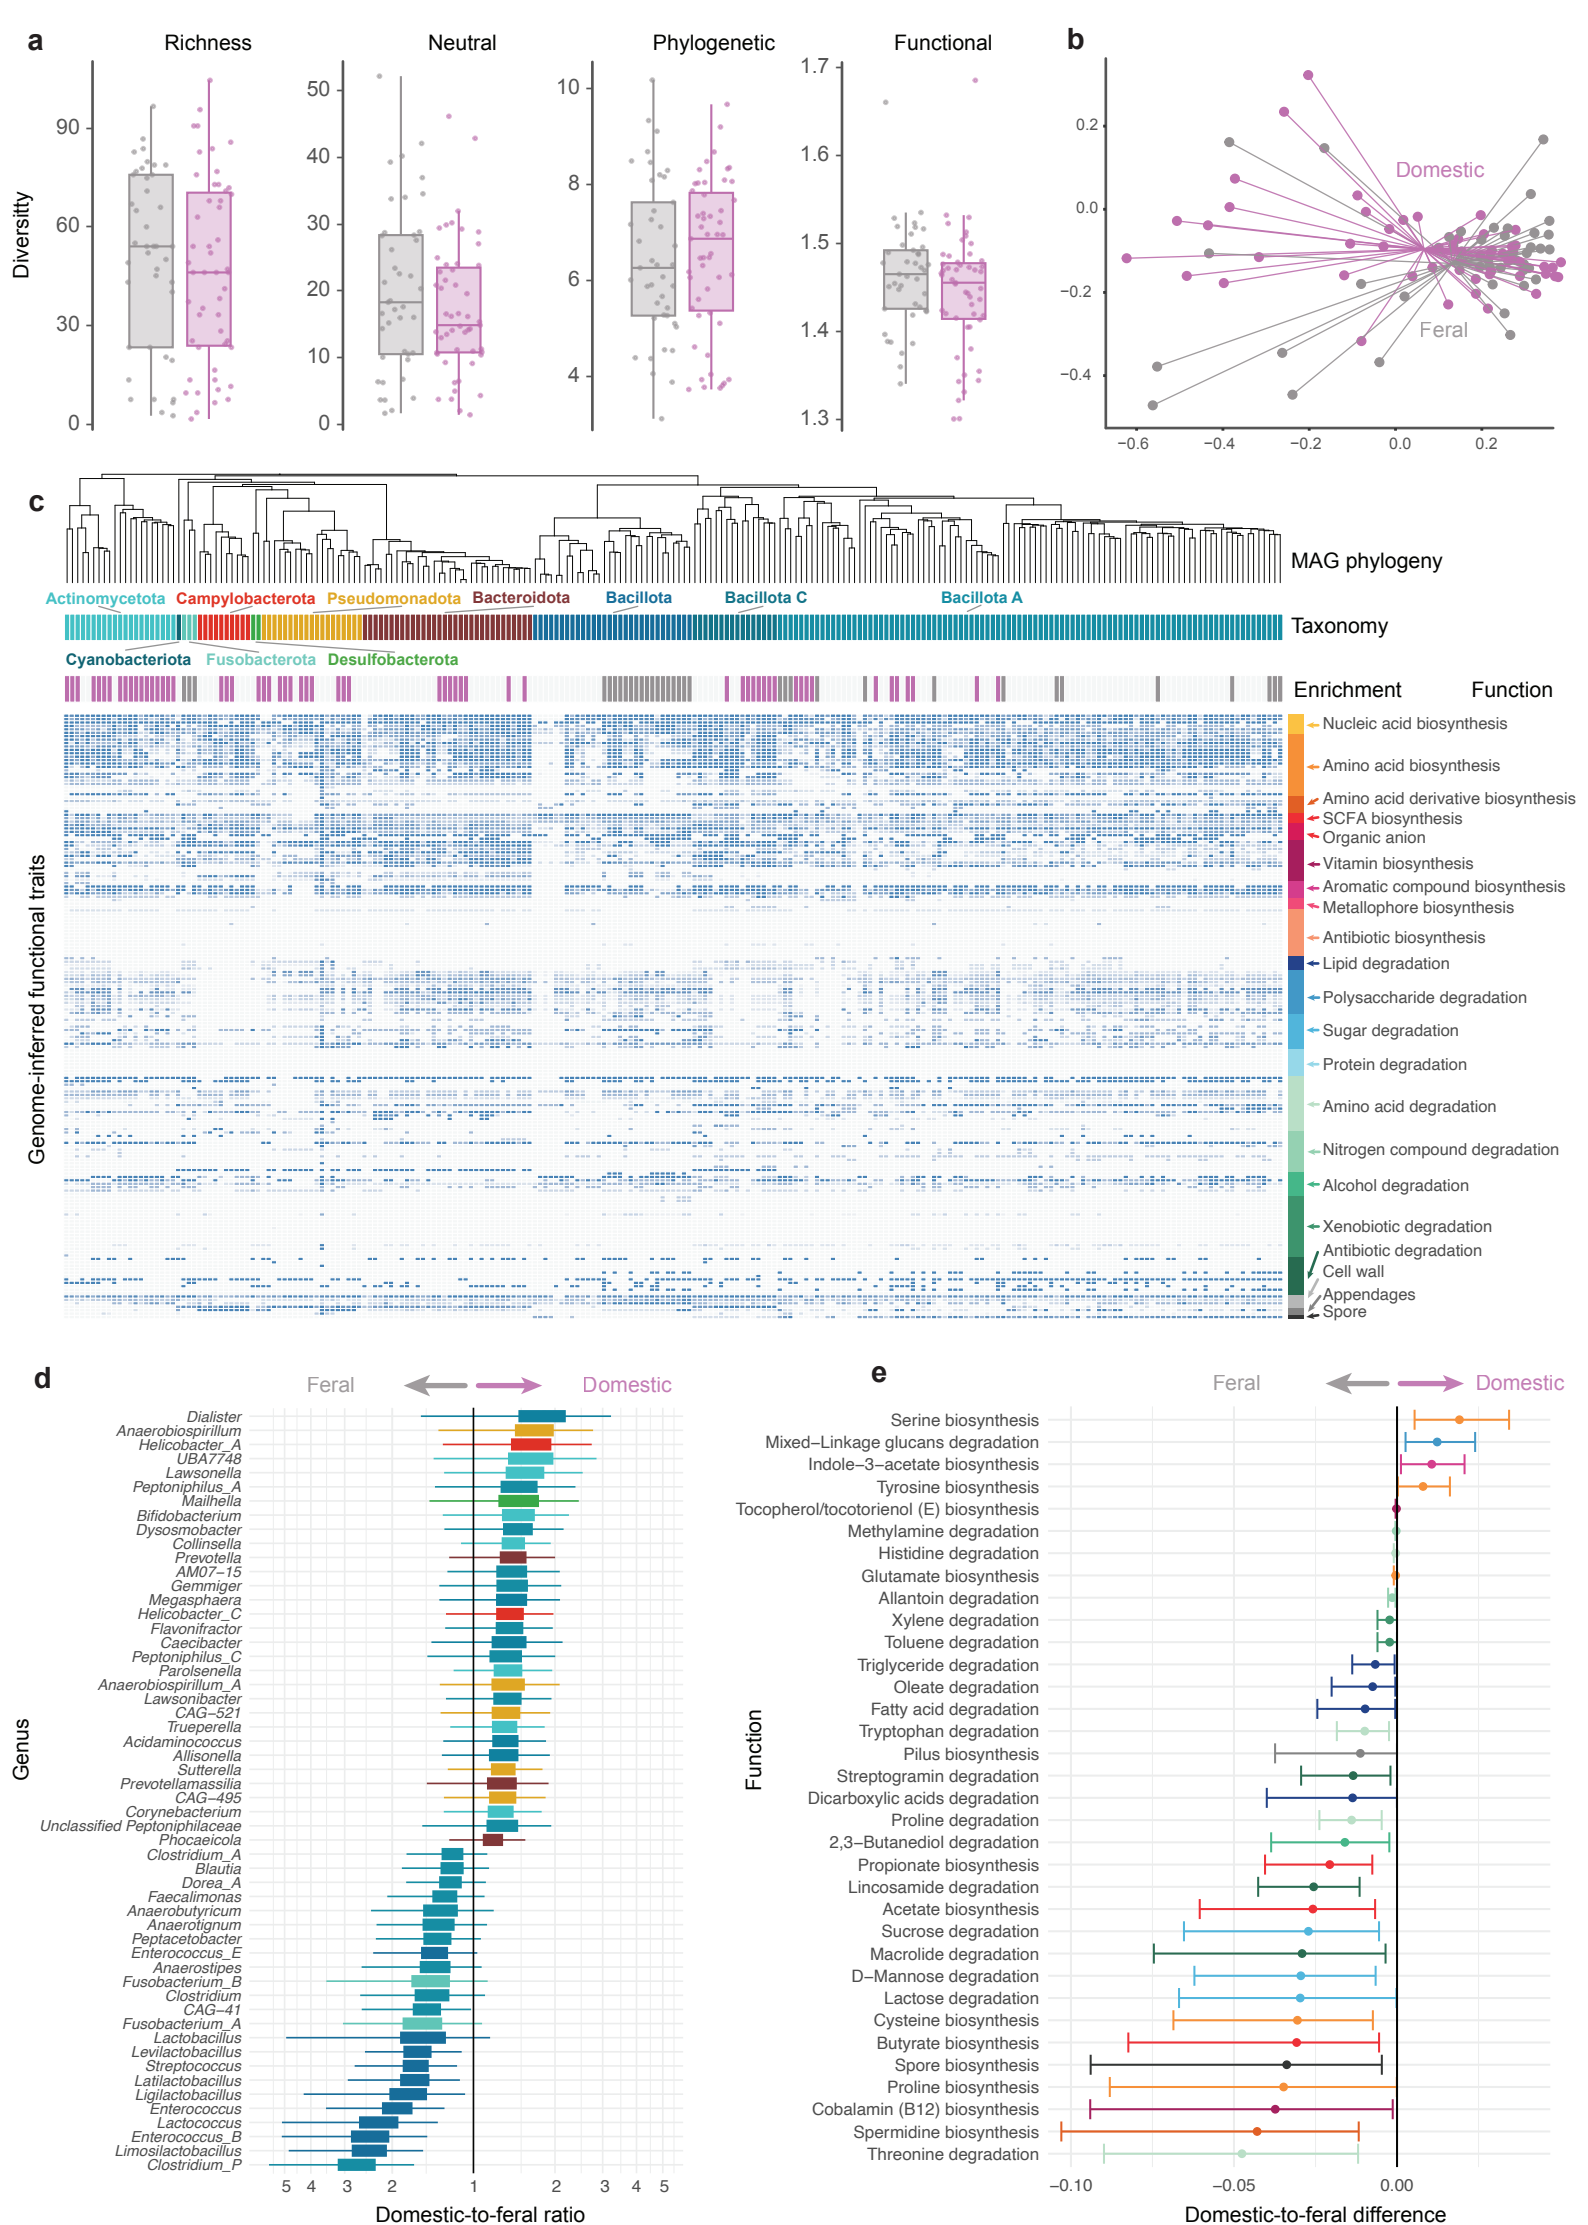 a
Richness
Neutral
Phylogenetic
Functional
b
Diversitty
90
60
30
0
50
40
30
20
10
0
10
8
6
4
1.7
1.6
1.5
1.4
1.3
0.2
0.0
−0.2
−0.4
Domestic
Feral
−0.6
−0.4
−0.2
0.0
0.2
c
MAG phylogeny
Actinomycetota
Campylobacterota
Pseudomonadota
Bacteroidota
Bacillota
Bacillota C
Bacillota A
Taxonomy
Cyanobacteriota
Fusobacterota
Desulfobacterota
Enrichment
Function
Genome-inferred functional traits
Nucleic acid biosynthesis
Amino acid biosynthesis
Amino acid derivative biosynthesis
SCFA biosynthesis
Organic anion
Vitamin biosynthesis
Aromatic compound biosynthesis
Metallophore biosynthesis
Antibiotic biosynthesis
Lipid degradation
Polysaccharide degradation
Sugar degradation
Protein degradation
Amino acid degradation
Nitrogen compound degradation
Alcohol degradation
Xenobiotic degradation
Antibiotic degradation
Cell wall
Appendages
Spore
d
Feral
Domestic
Genus
Dialister
Anaerobiospirillum
Helicobacter_A
UBA7748
Lawsonella
Peptoniphilus_A
Mailhella
Bifidobacterium
Dysosmobacter
Collinsella
Prevotella
AM07−15
Gemmiger
Megasphaera
Helicobacter_C
Flavonifractor
Caecibacter
Peptoniphilus_C
Parolsenella
Anaerobiospirillum_A
Lawsonibacter
CAG−521
Trueperella
Acidaminococcus
Allisonella
Sutterella
Prevotellamassilia
CAG−495
Corynebacterium
Unclassified Peptoniphilaceae
Phocaeicola
Clostridium_A
Blautia
Dorea_A
Faecalimonas
Anaerobutyricum
Anaerotignum
Peptacetobacter
Enterococcus_E
Anaerostipes
Fusobacterium_B
Clostridium
CAG−41
Fusobacterium_A
Lactobacillus
Levilactobacillus
Streptococcus
Latilactobacillus
Ligilactobacillus
Enterococcus
Lactococcus
Enterococcus_B
Limosilactobacillus
Clostridium_P
5 4 3 2 1 2 3 4 5
Domestic-to-feral ratio
e
Feral
Domestic
Function
Serine biosynthesis
Mixed−Linkage glucans degradation
Indole−3−acetate biosynthesis
Tyrosine biosynthesis
Tocopherol/tocotorienol (E) biosynthesis
Methylamine degradation
Histidine degradation
Glutamate biosynthesis
Allantoin degradation
Xylene degradation
Toluene degradation
Triglyceride degradation
Oleate degradation
Fatty acid degradation
Tryptophan degradation
Pilus biosynthesis
Streptogramin degradation
Dicarboxylic acids degradation
Proline degradation
2,3−Butanediol degradation
Propionate biosynthesis
Lincosamide degradation
Acetate biosynthesis
Sucrose degradation
Macrolide degradation
D−Mannose degradation
Lactose degradation
Cysteine biosynthesis
Butyrate biosynthesis
Spore biosynthesis
Proline biosynthesis
Cobalamin (B12) biosynthesis
Spermidine biosynthesis
Threonine degradation
−0.10
−0.05
0.00
Domestic-to-feral difference